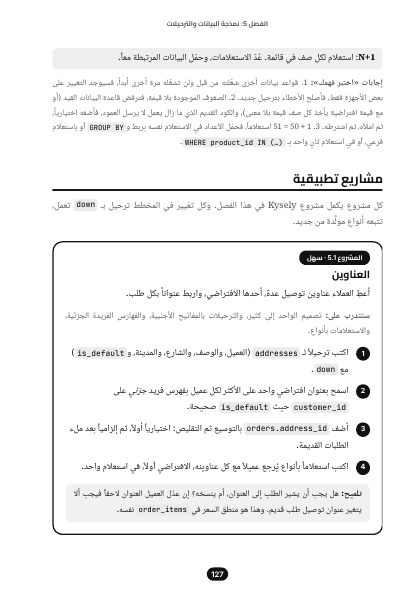 الفصل 5: نمذجة البيانات والترحيلات
N+1: استعلام لكل صف في قائمة. عُدّ الاستعلامات، وحمّل البيانات المرتبطة معاً.
إجابات «اختبر فهمك»: 1. قواعد بيانات أخرى شغّلته من قبل ولن تشغّله مرة أخرى أبداً، فسيوجد التغيير على
بعض الأجهزة فقط، فأصلح الأخطاء بترحيل جديد. 2. الصفوف الموجودة بلا قيمة، فترفض قاعدة البيانات القيد (أو
مع قيمة افتراضية يأخذ كل صف قيمة بلا معنى)، والكود القديم الذي ما زال يعمل لا يرسل العمود، فأضفه اختيارياً،
ثم املأه، ثم اشترطه. 3. 1 + 50 = 51 استعلاماً، فحمّل الأعداد في الاستعلام نفسه بربط و GROUP BY أو باستعلام
فرعي، أو في استعلام ثانٍ واحد بـ WHERE product_id IN (…) .
مشاريع تطبيقية
كل مشروع يكمل مشروع Kysely في هذا الفصل. وكل تغيير في المخطط ترحيل بـ down تعمل،
تتبعه أنواع مولَّدة من جديد.
المشروع 5.1 · سهل
العناوين
أعطِ العملاء عناوين توصيل عدة، أحدها الافتراضي، واربط عنواناً بكل طلب.
ستتدرب على: تصميم الواحد إلى كثير، والترحيلات بالمفاتيح الأجنبية، والفهارس الفريدة الجزئية،
والاستعلامات بأنواع.
1 اكتب ترحيلاً لـ addresses (العميل، والوصف، والشارع، والمدينة، و is_default )
مع down .
2 اسمح بعنوان افتراضي واحد على الأكثر لكل عميل بفهرس فريد جزئي على
customer_id حيث is_default صحيحة.
3 أضف orders.address_id بالتوسيع ثم التقليص: اختيارياً أولاً، ثم إلزامياً بعد ملء
الطلبات القديمة.
4 اكتب استعلاماً بأنواع يُرجع عميلاً مع كل عناوينه، الافتراضي أولاً، في استعلام واحد.
تلميح: هل يجب أن يشير الطلب إلى العنوان، أم ينسخه؟ إن عدّل العميل العنوان لاحقاً فيجب ألا
يتغير عنوان توصيل طلب قديم. وهذا هو منطق السعر في order_items نفسه.
127